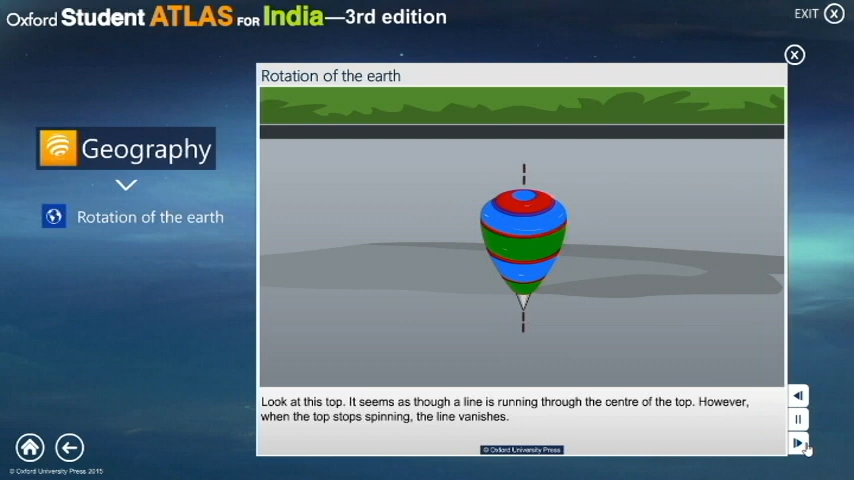 Oxford Student ATLAS FOR India—3rd edition
EXIT
Rotation of the earth
Geography
Rotation of the earth
Look at this top. It seems as though a line is running through the centre of the top. However,
when the top stops spinning, the line vanishes.
© Oxford University Press
© Oxford University Press 2015